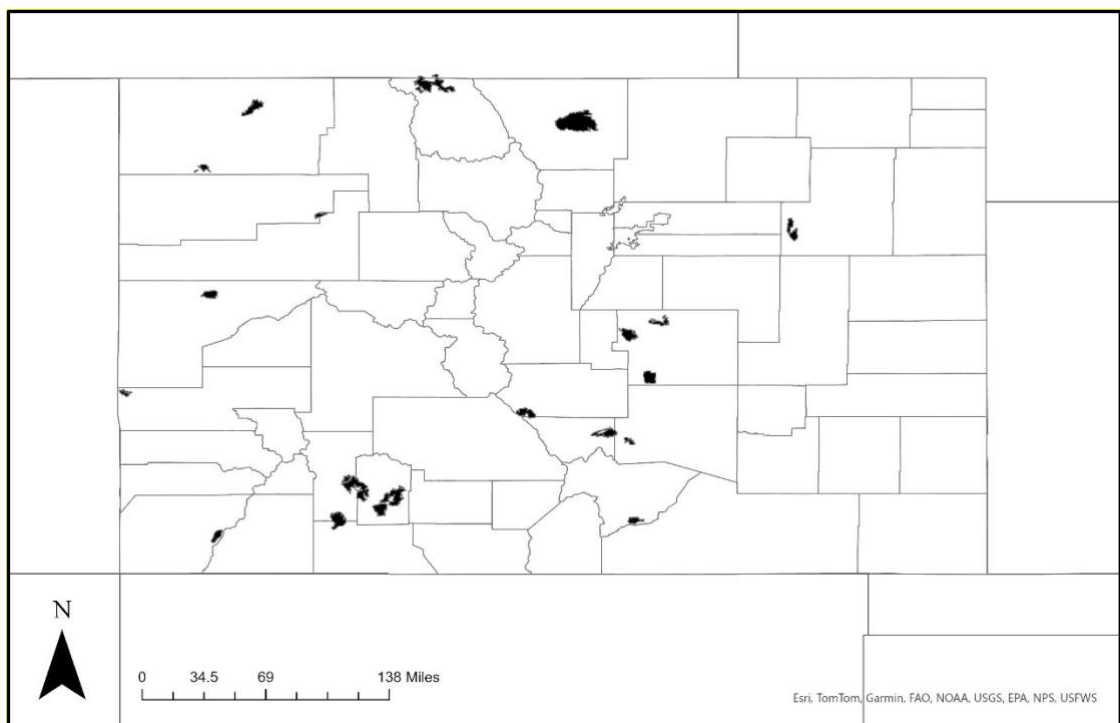 N
0 34.5 69 138 Miles
Esri, TomTom, Garmin, FAO, NOAA, USGS, EPA, NPS, USFWS